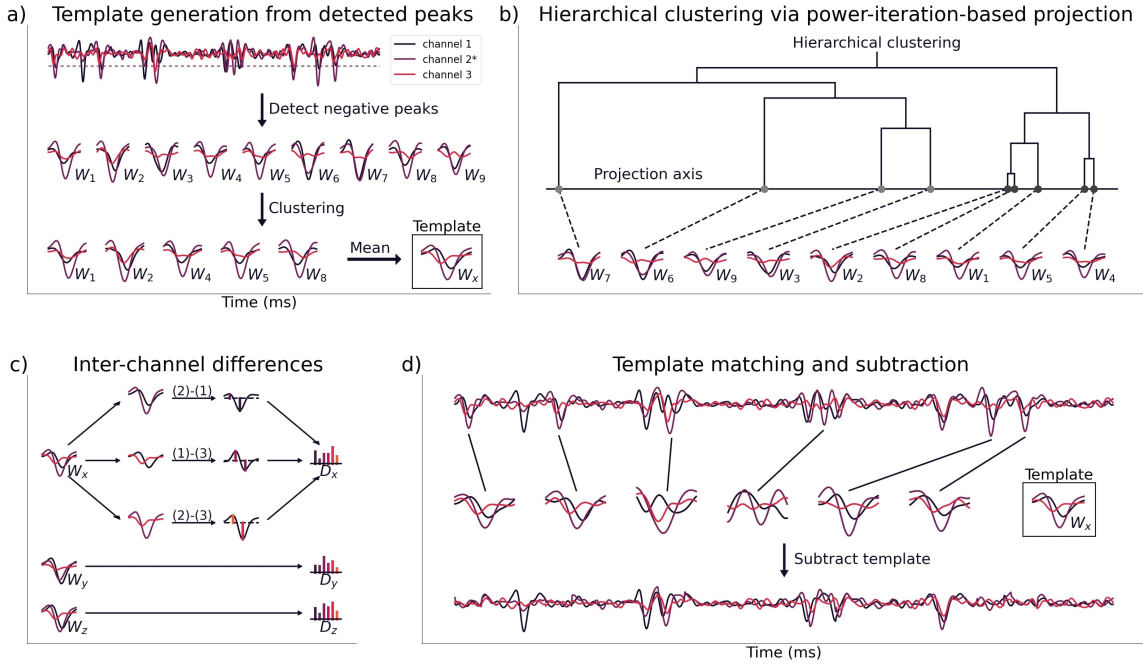 a) Template generation from detected peaks
channel 1
channel 2*
channel 3
Detect negative peaks
W1 W2 W3 W4 W5 W6 W7 W8 W9
Clustering
W1 W2 W4 W5 W8
Mean
Template
Wx
Time (ms)
b) Hierarchical clustering via power-iteration-based projection
Hierarchical clustering
Projection axis
W7 W6 W9 W3 W2 W8 W1 W5 W4
c) Inter-channel differences
(2)-(1)
Wx (1)-(3) Dx
(2)-(3)
Wy Dy
Wz Dz
d) Template matching and subtraction
Template
Wx
Subtract template
Time (ms)